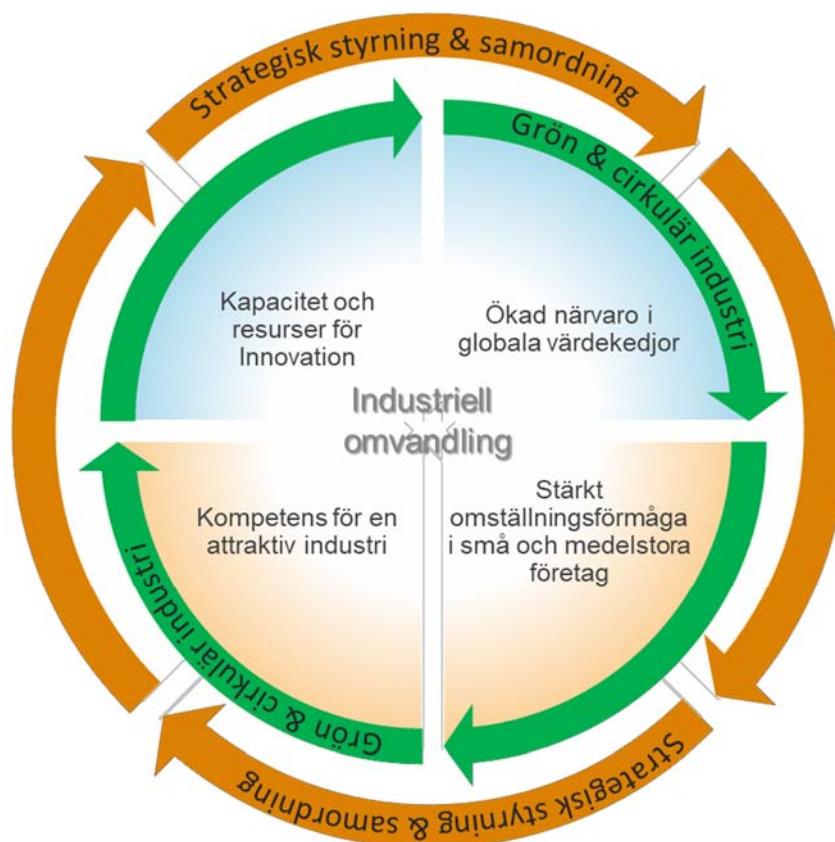 Strategisk styrning & samordning
Grön & cirkulär industri
Kapacitet och
resurser för
Innovation
Ökad närvaro i
globala värdekedjor
Industriell
omvandling
Kompetens för en
attraktiv industri
Stärkt
omställningsförmåga
i små och medelstora
företag
Grön & cirkulär industri
Strategisk styrning & samordning